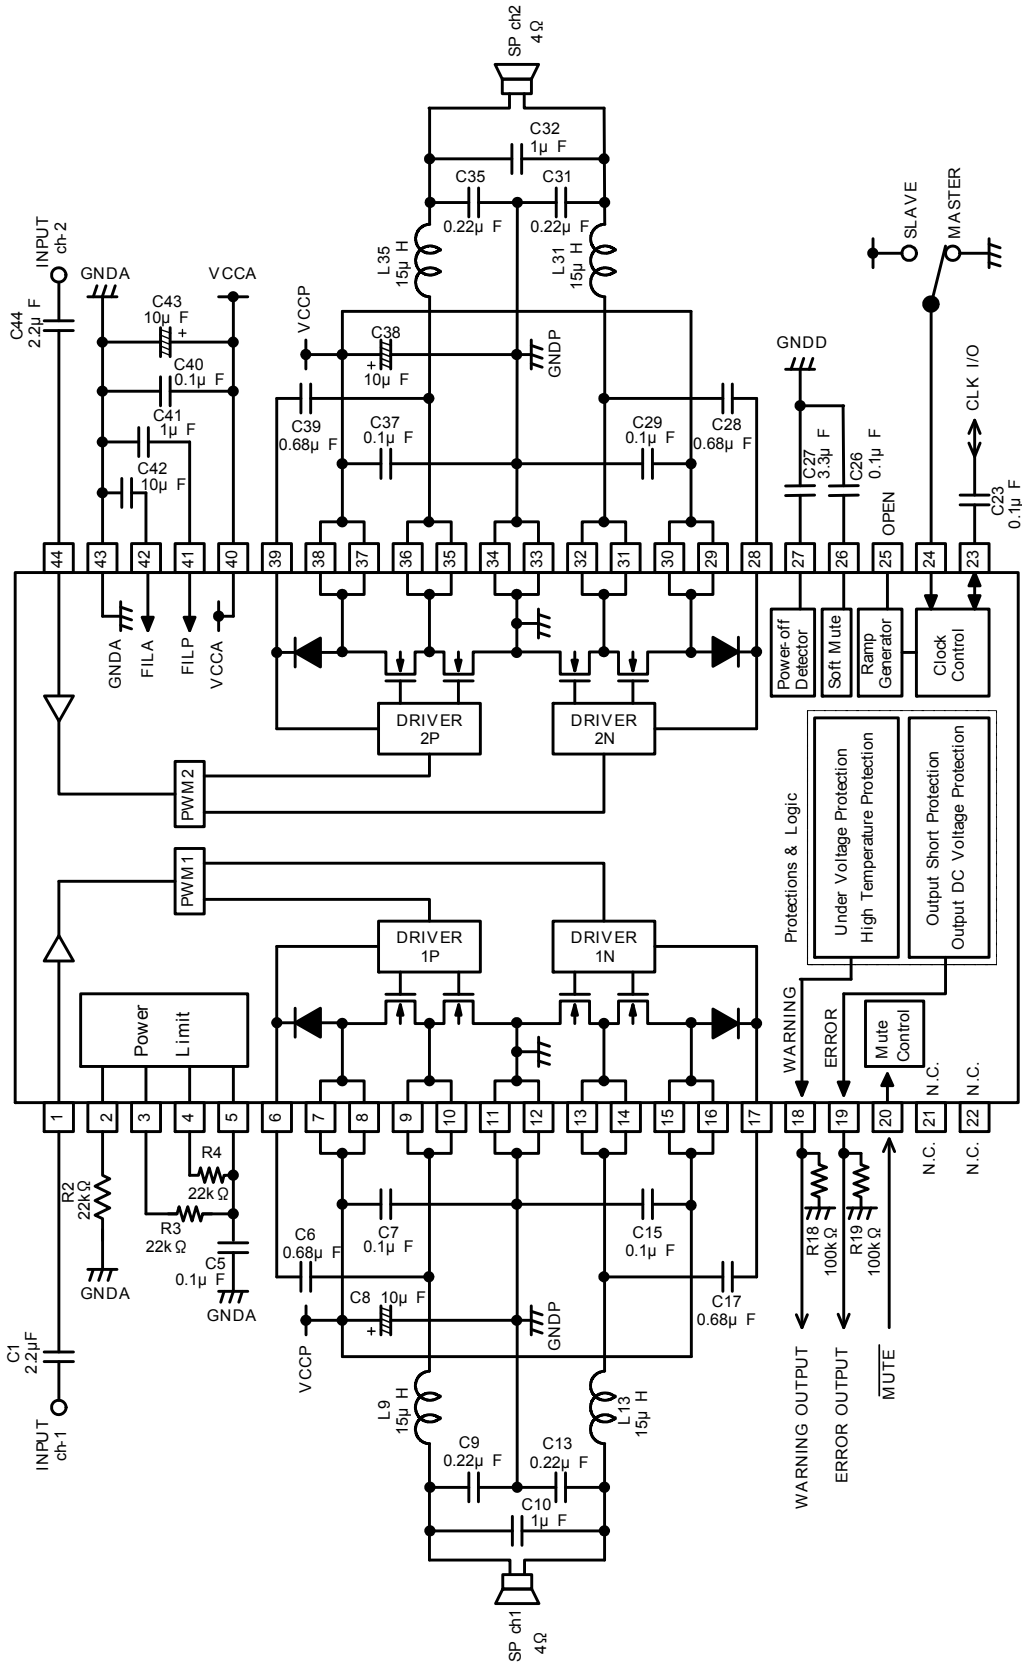 SP ch2
4Ω
C32
1µ F
C35
0.22µ F
C31
0.22µ F
L35
15µ H
L31
15µ H
INPUT
ch-2
C44
2.2µ F
GNDA
VCCA
C43
10µ F
+
C40
0.1µ F
C41
1µ F
C42
10µ F
VCCP
C38
+
10µ F
GNDP
C39
0.68µ F
C37
0.1µ F
C29
0.1µ F
C28
0.68µ F
SLAVE
MASTER
GNDD
C27
3.3µ F
C26
0.1µ F
OPEN
CLK I/O
C23
0.1µ F
44
43
42
41
40
39
38
37
36
35
34
33
32
31
30
29
28
27
26
25
24
23
GNDA
FILA
FILP
VCCA
Power-off
Detector
Soft Mute
Ramp
Generator
Clock
Control
DRIVER
2P
DRIVER
2N
PWM2
PWM1
DRIVER
1P
DRIVER
1N
Protections & Logic
Under Voltage Protection
High Temperature Protection
Output Short Protection
Output DC Voltage Protection
Power
Limit
WARNING
ERROR
Mute
Control
N.C.
N.C.
1
2
3
4
5
6
7
8
9
10
11
12
13
14
15
16
17
18
19
20
21
22
N.C.
N.C.
R2
22kΩ
R4
22kΩ
R3
22kΩ
C5
0.1µ F
GNDA
GNDA
C1
2.2µF
INPUT
ch-1
C6
0.68µ F
C7
0.1µ F
C15
0.1µ F
C17
0.68µ F
VCCP
C8 10µ F
+
GNDP
L9
15µ H
L13
15µ H
C9
0.22µ F
C13
0.22µ F
C10
1µ F
SP ch1
4Ω
R18
100kΩ
R19
100kΩ
WARNING OUTPUT
ERROR OUTPUT
MUTE